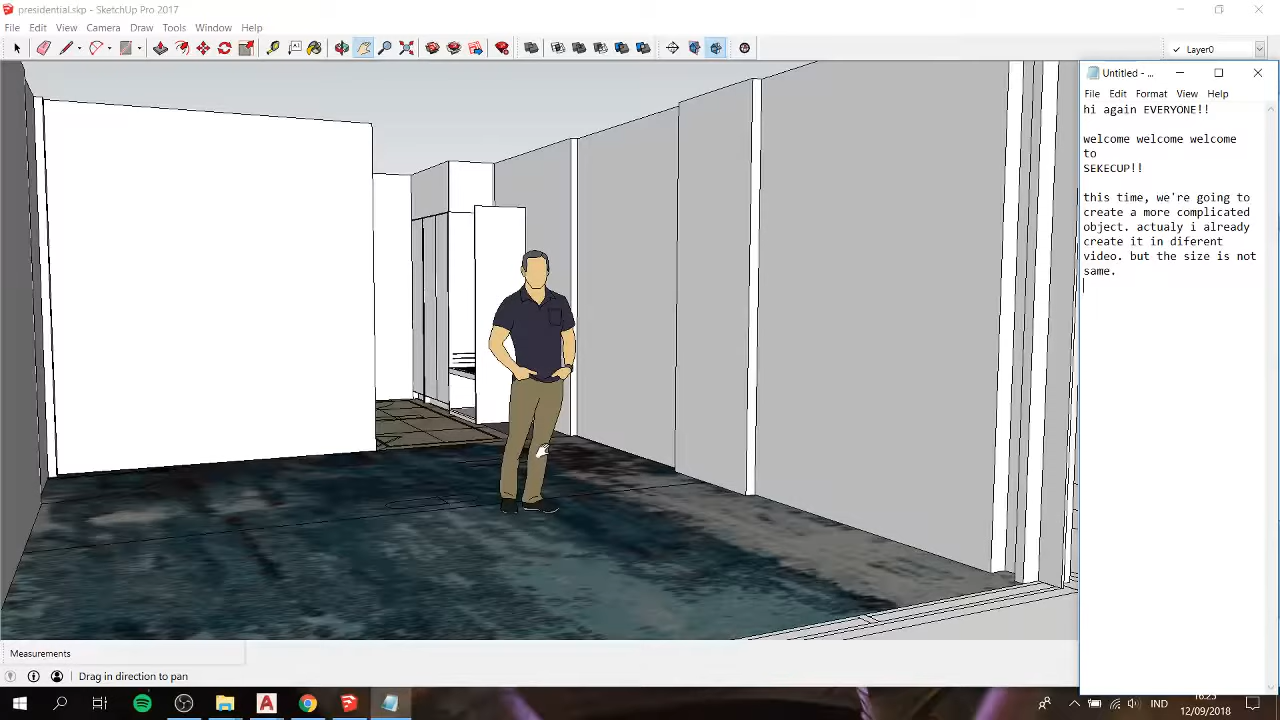 presidential.skp - SketchUp Pro 2017
File Edit View Camera Draw Tools Window Help
Layer0
Untitled - ...
File Edit Format View Help
hi again EVERYONE!!
welcome welcome welcome
to
SEKECUP!!
this time, we're going to
create a more complicated
object. actualy i already
create it in diferent
video. but the size is not
same.
Measurements
Drag in direction to pan
IND
16:25
12/09/2018